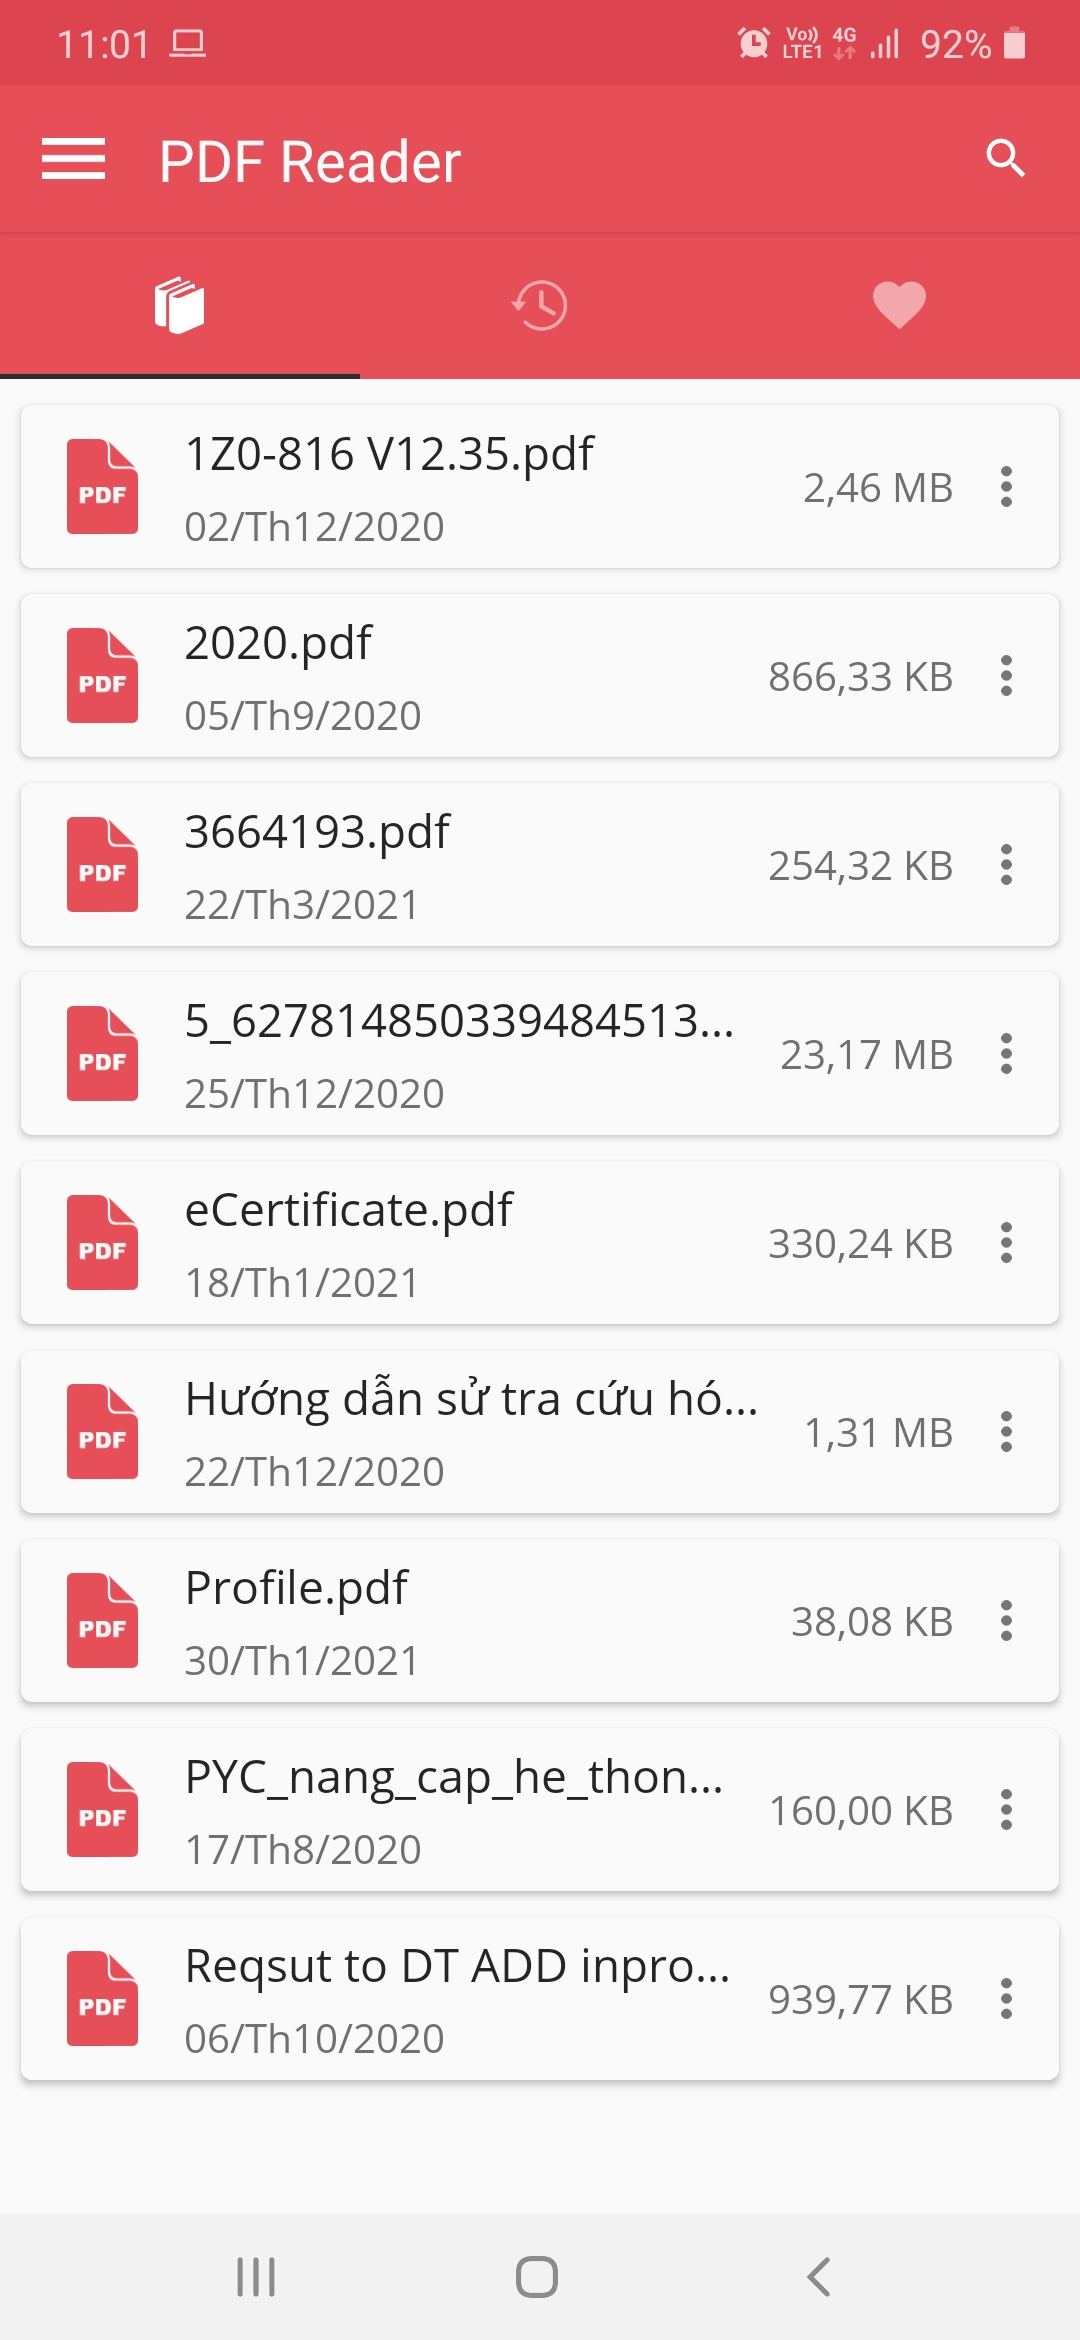 11:01 Vo)) LTE1 4G 92%
PDF Reader
1Z0-816 V12.35.pdf
2,46 MB
02/Th12/2020
PDF
2020.pdf
866,33 KB
05/Th9/2020
PDF
3664193.pdf
254,32 KB
22/Th3/2021
PDF
5_627814850339484513...
23,17 MB
25/Th12/2020
PDF
eCertificate.pdf
330,24 KB
18/Th1/2021
PDF
Hướng dẫn sử tra cứu hó...
1,31 MB
22/Th12/2020
PDF
Profile.pdf
38,08 KB
30/Th1/2021
PDF
PYC_nang_cap_he_thon...
160,00 KB
17/Th8/2020
PDF
Reqsut to DT ADD inpro...
939,77 KB
06/Th10/2020
PDF